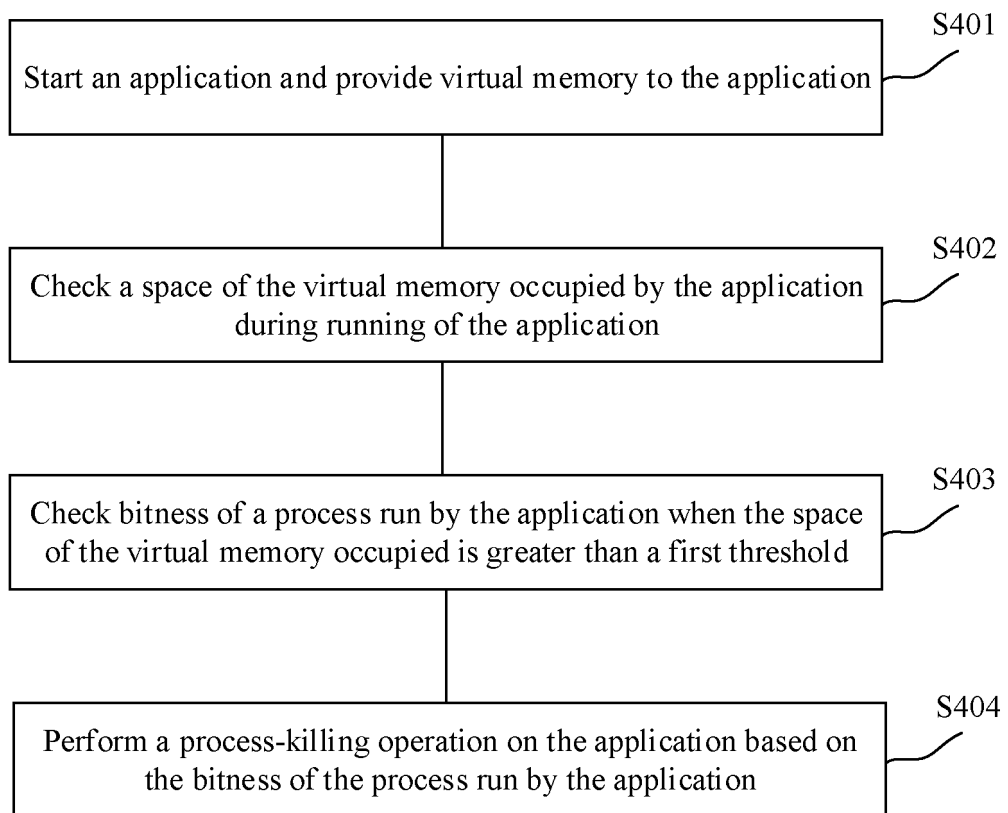 S401
Start an application and provide virtual memory to the application
S402
Check a space of the virtual memory occupied by the application
during running of the application
S403
Check bitness of a process run by the application when the space
of the virtual memory occupied is greater than a first threshold
S404
Perform a process-killing operation on the application based on
the bitness of the process run by the application